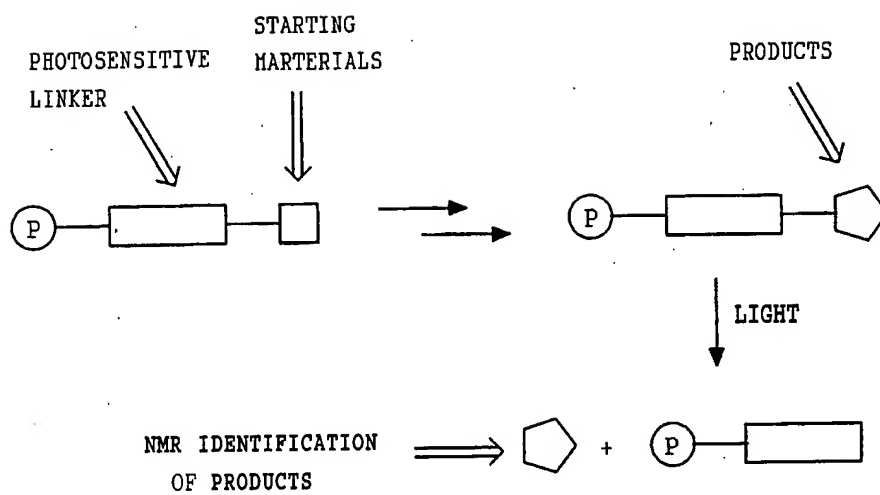 PHOTOSENSITIVE
LINKER
STARTING
MARTERIALS
PRODUCTS
P
P
LIGHT
NMR IDENTIFICATION
OF PRODUCTS
+
P